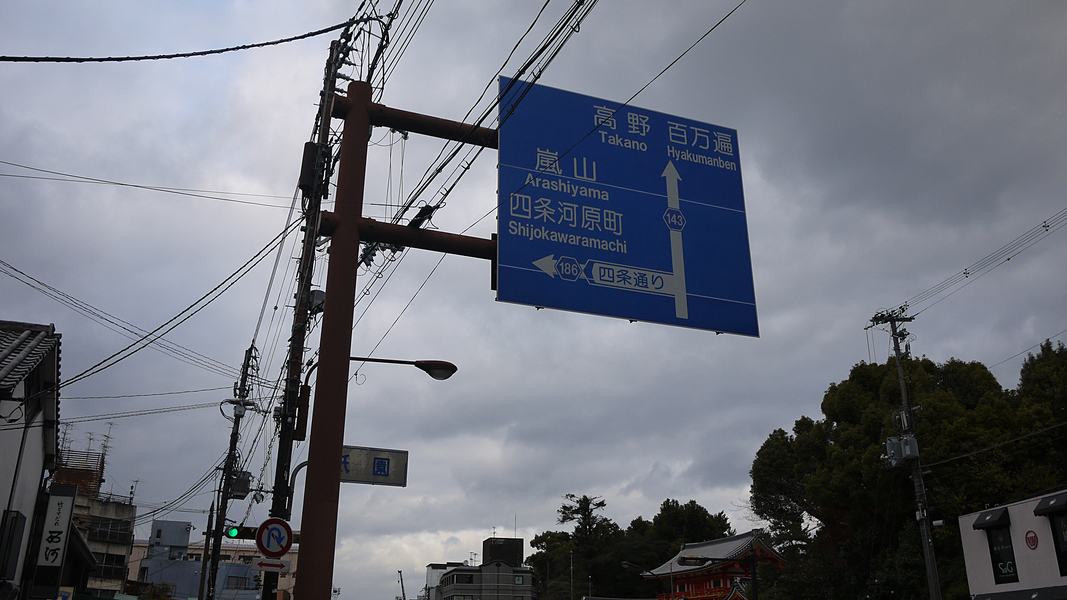 高野 百万遍
Takano Hyakumanben
嵐山
Arashiyama
四条河原町
Shijokawaramachi
143
186 四条通り
園